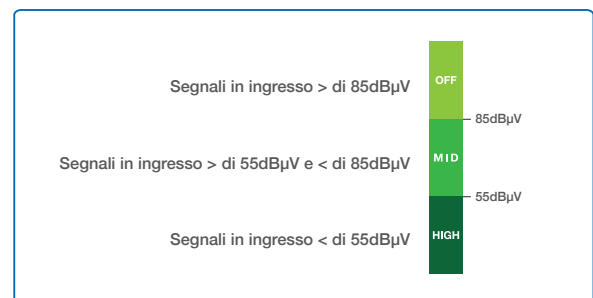 Segnali in ingresso > di 85dBµV
OFF
85dBµV
Segnali in ingresso > di 55dBµV e < di 85dBµV
MID
55dBµV
Segnali in ingresso < di 55dBµV
HIGH